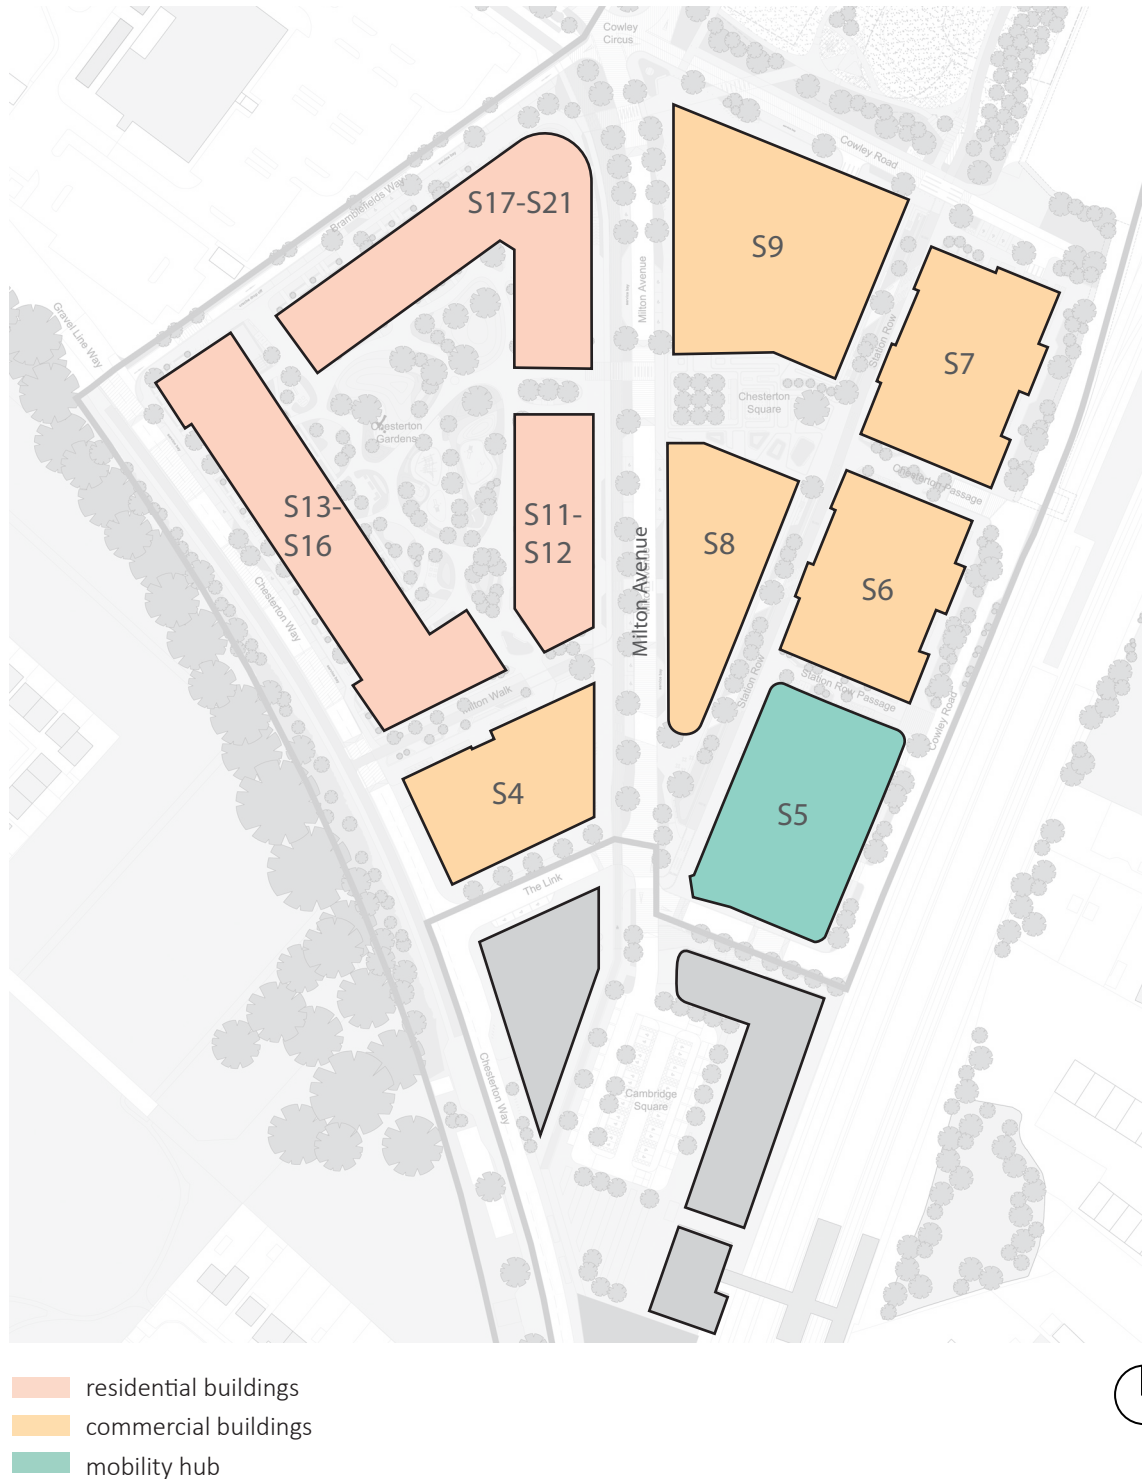 Cowley
Circus
Cowley Road
Bramblefields Way
S17-S21
S9
Milton Avenue
Gravel Line Way
Station Row
S7
Chesterton
Square
Chesterton
Gardens
Chesterton Passage
S13-
S16
S11-
S12
Milton Avenue
S8
S6
Chesterton Way
Station Row
Station Row Passage
Milton Walk
Cowley Road
S4
S5
The Link
Chesterton Way
Cambridge
Square
residential buildings
commercial buildings
mobility hub